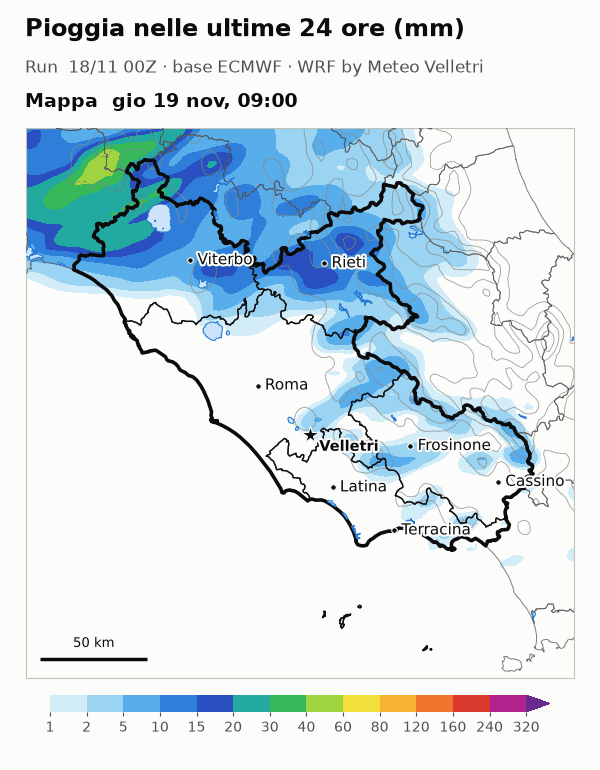 Pioggia nelle ultime 24 ore (mm)
Run  18/11 00Z · base ECMWF · WRF by Meteo Velletri
Mappa  gio 19 nov, 09:00
Viterbo
Rieti
Roma
Velletri
Frosinone
Cassino
Latina
Terracina
50 km
1 2 5 10 15 20 30 40 60 80 120 160 240 320